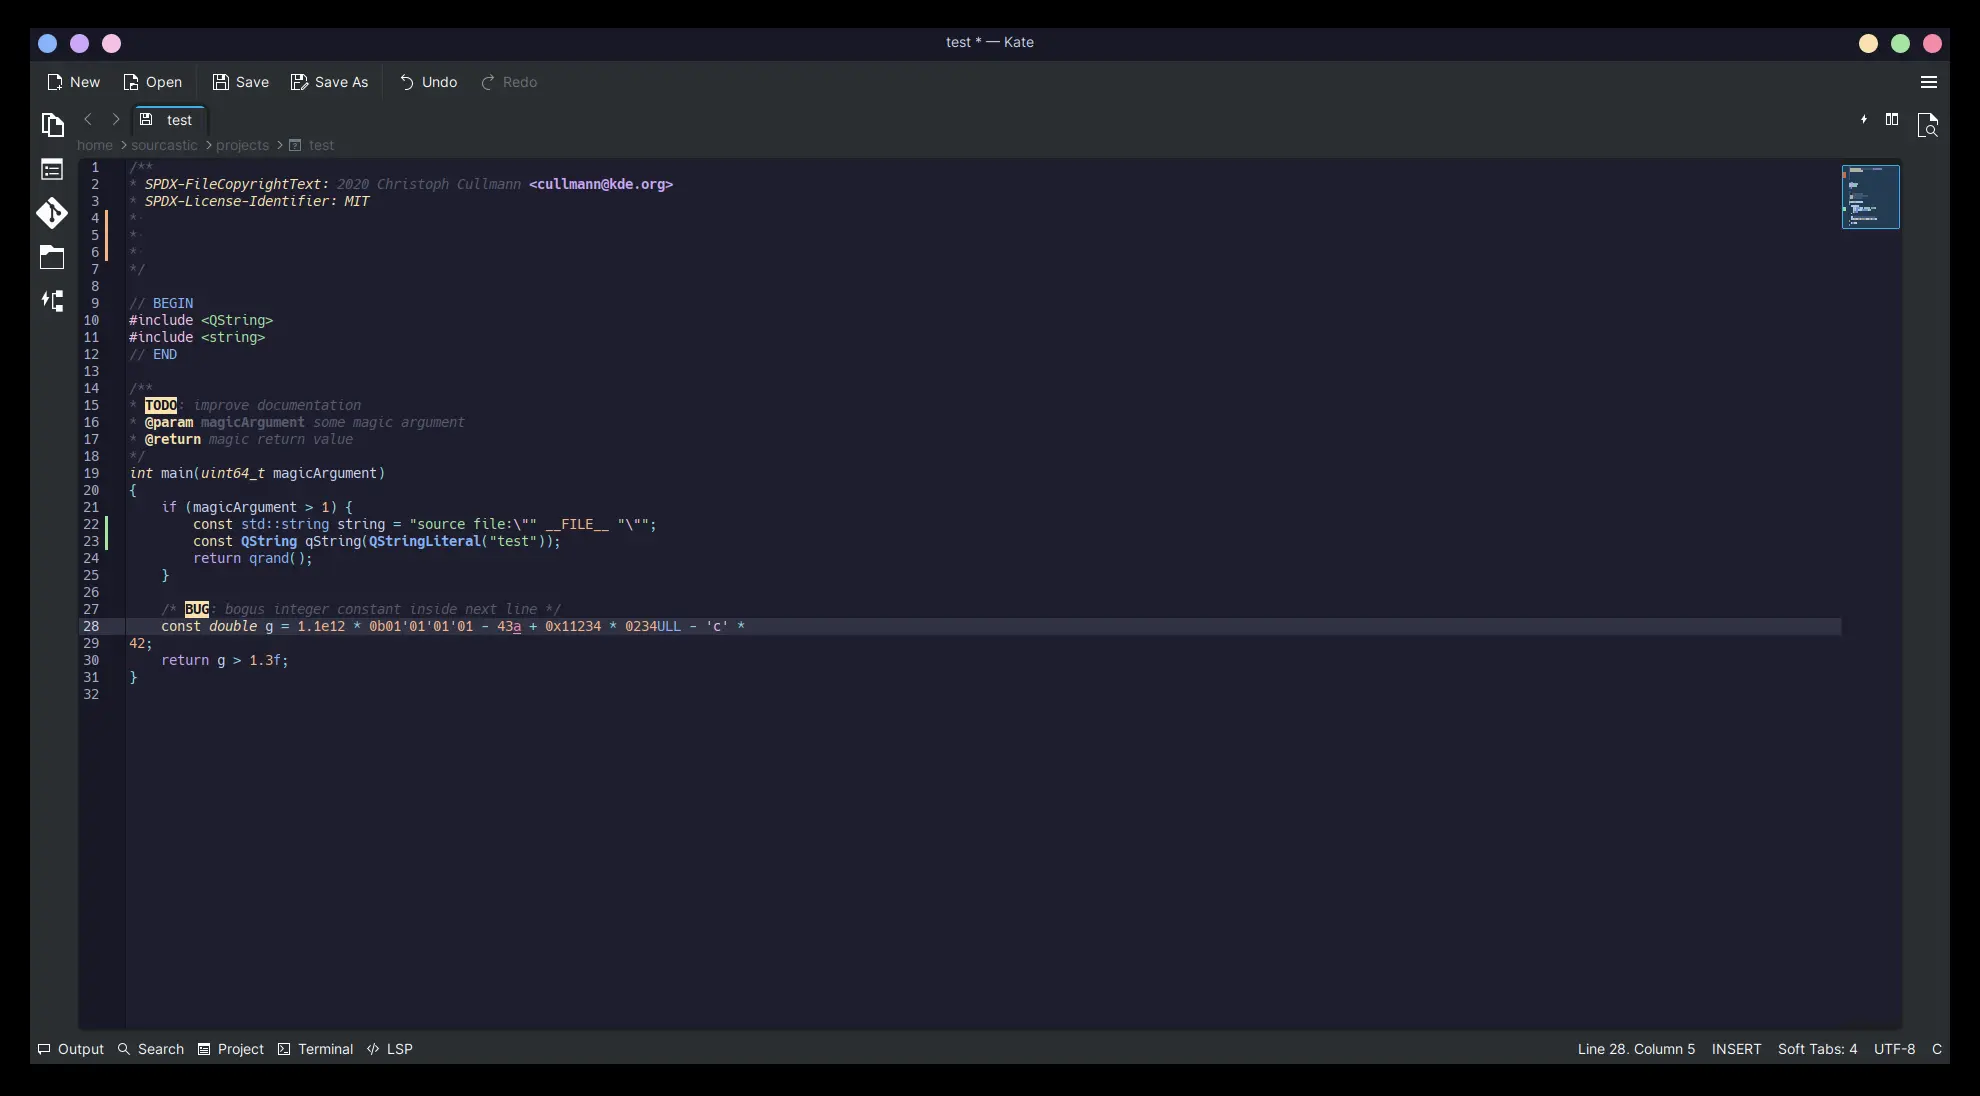 test * — Kate
New Open Save Save As Undo Redo
test
home > sourcastic > projects > test
1 /**
2 * SPDX-FileCopyrightText: 2020 Christoph Cullmann <cullmann@kde.org>
3 * SPDX-License-Identifier: MIT
4 *
5 *
6 *
7 */
8
9 // BEGIN
10 #include <QString>
11 #include <string>
12 // END
13
14 /**
15 * TODO: improve documentation
16 * @param magicArgument some magic argument
17 * @return magic return value
18 */
19 int main(uint64_t magicArgument)
20 {
21     if (magicArgument > 1) {
22         const std::string string = "source file:\"" __FILE__ "\"";
23         const QString qString(QStringLiteral("test"));
24         return qrand();
25     }
26
27     /* BUG: bogus integer constant inside next line */
28     const double g = 1.1e12 * 0b01'01'01'01 - 43a + 0x11234 * 0234ULL - 'c' *
29 42;
30     return g > 1.3f;
31 }
32
Output Search Project Terminal LSP Line 28. Column 5 INSERT Soft Tabs: 4 UTF-8 C